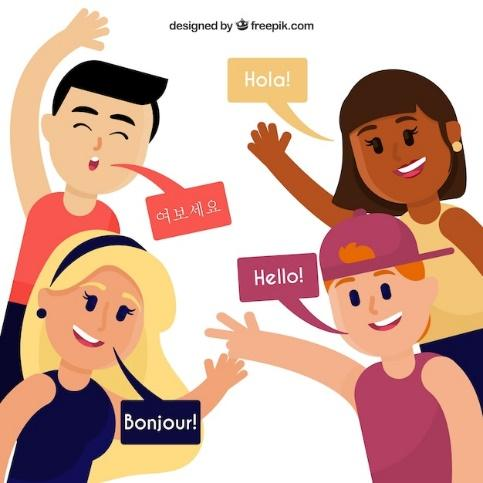 designed by freepik.com
Hola!
여보세요
Hello!
Bonjour!